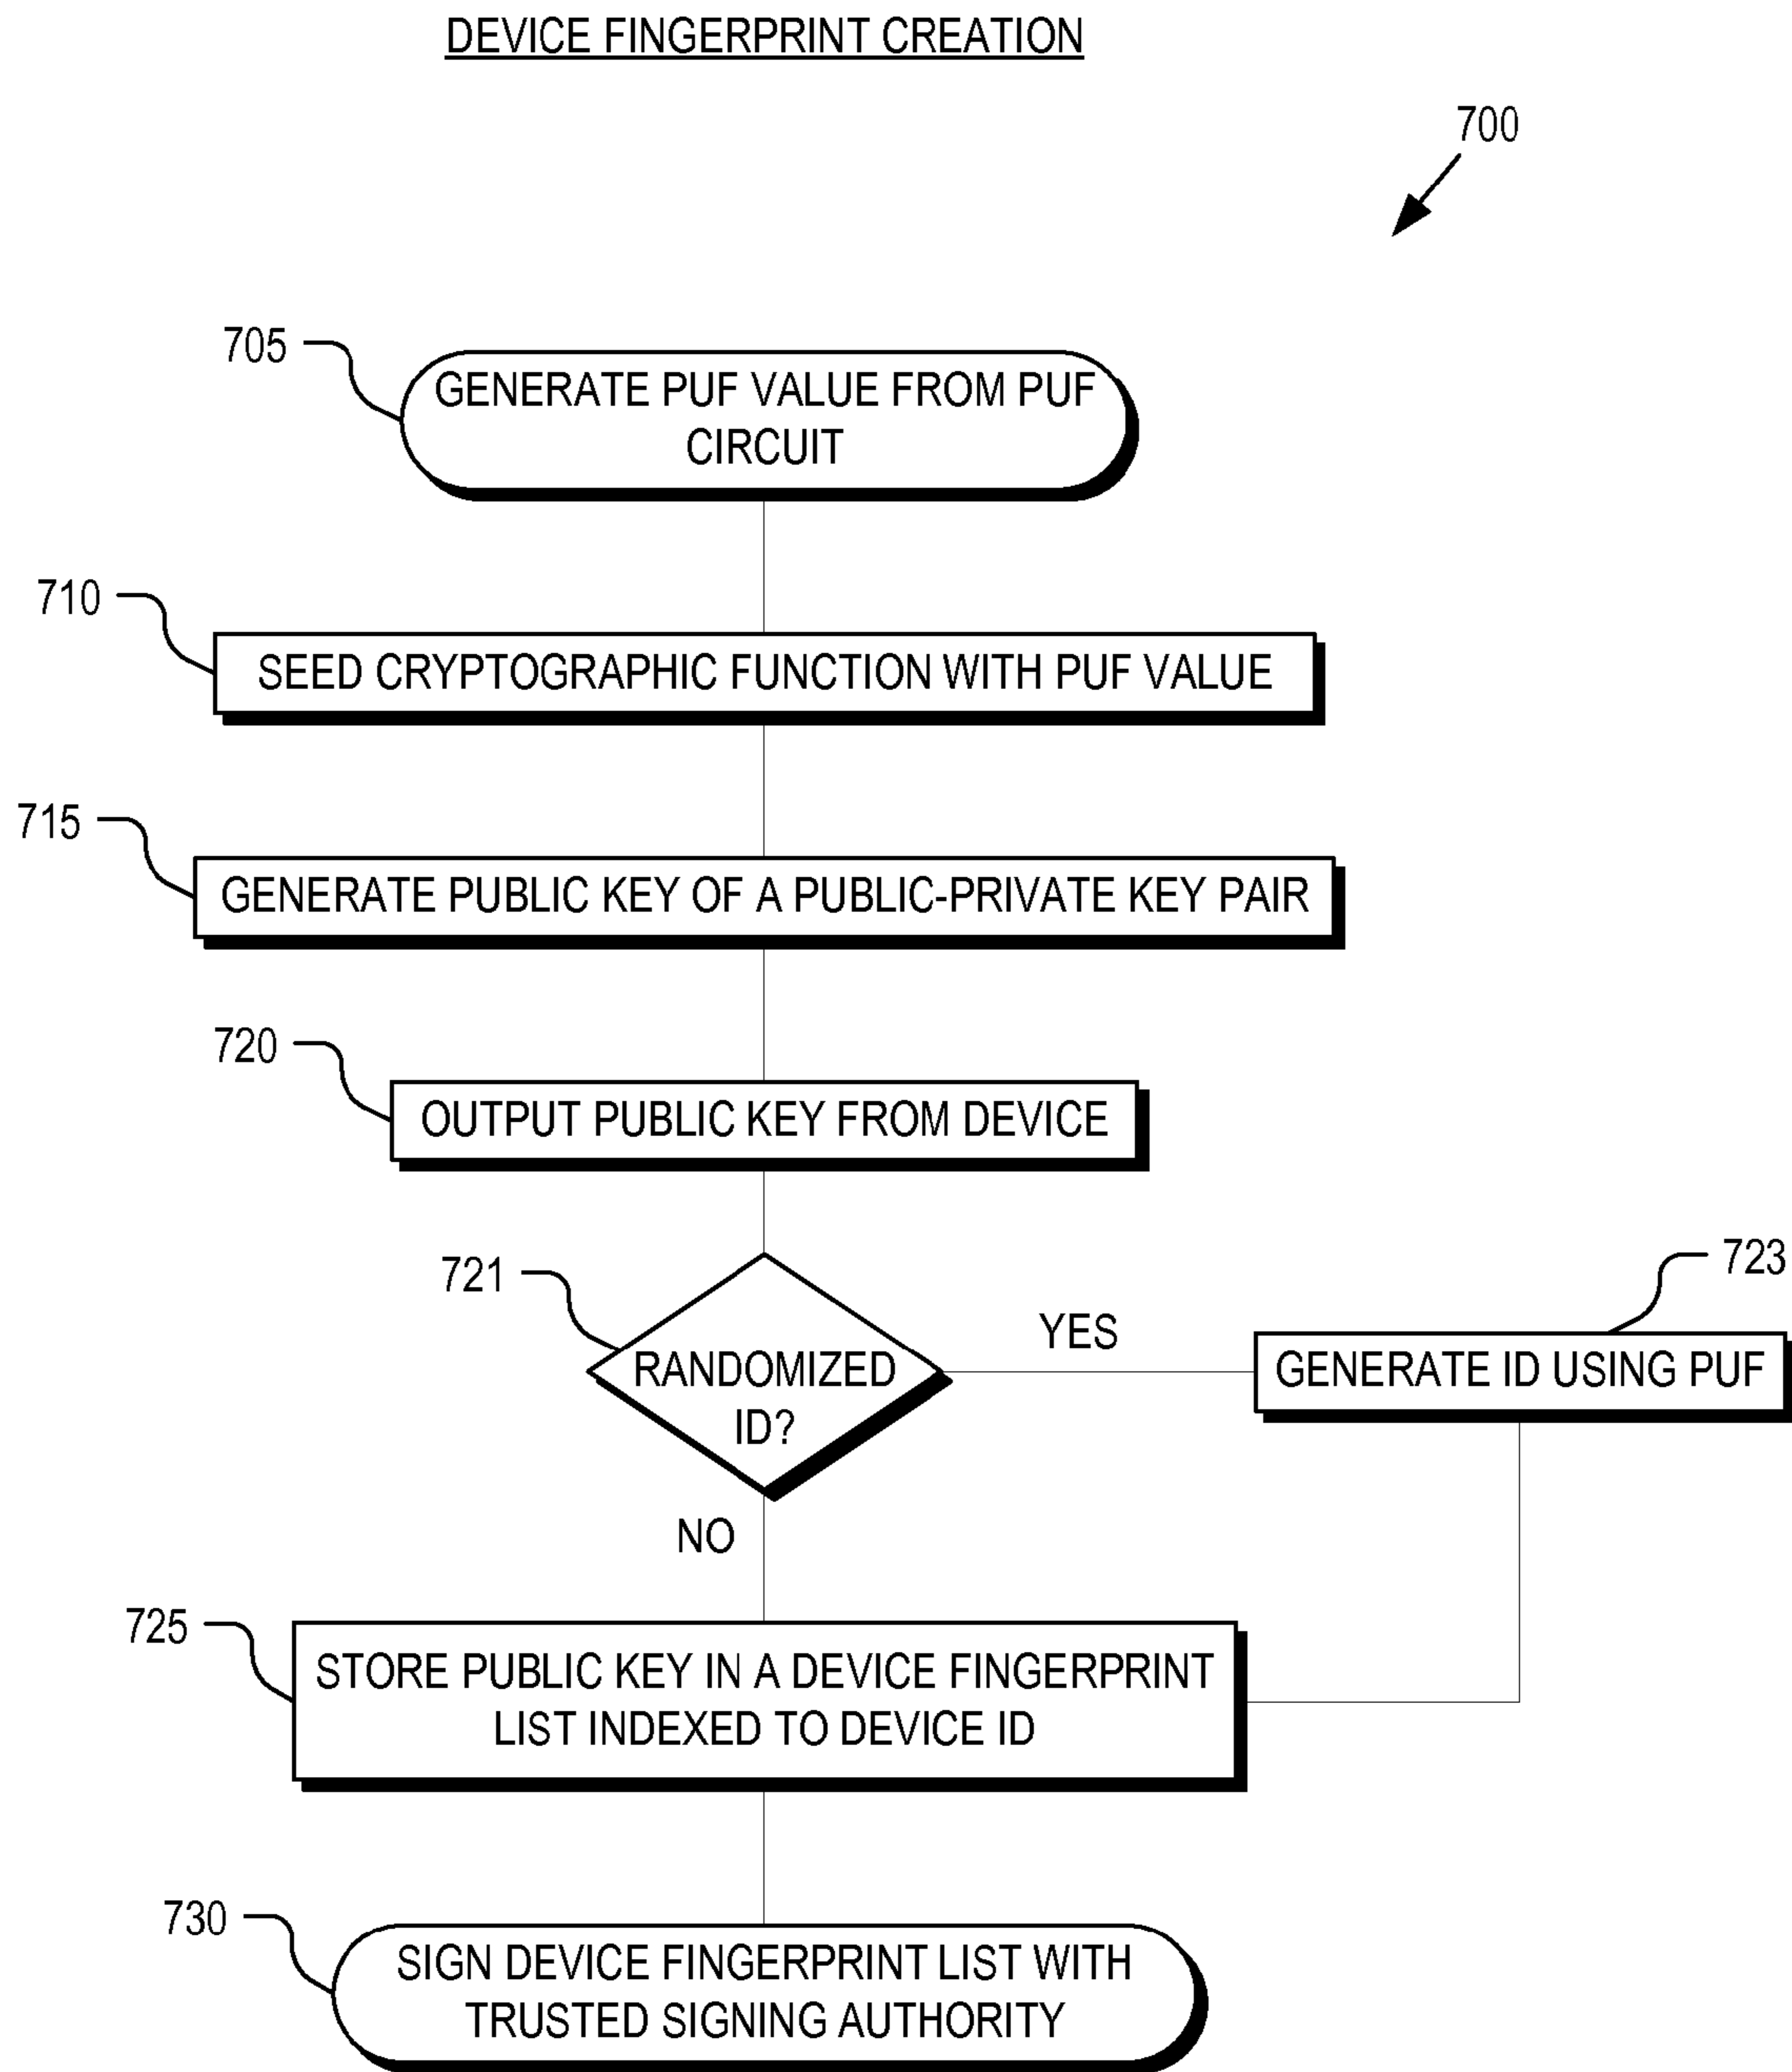 DEVICE FINGERPRINT CREATION
700
705
GENERATE PUF VALUE FROM PUF
CIRCUIT
710
SEED CRYPTOGRAPHIC FUNCTION WITH PUF VALUE
715
GENERATE PUBLIC KEY OF A PUBLIC-PRIVATE KEY PAIR
720
OUTPUT PUBLIC KEY FROM DEVICE
721
RANDOMIZED
ID?
YES
723
GENERATE ID USING PUF
NO
725
STORE PUBLIC KEY IN A DEVICE FINGERPRINT
LIST INDEXED TO DEVICE ID
730
SIGN DEVICE FINGERPRINT LIST WITH
TRUSTED SIGNING AUTHORITY